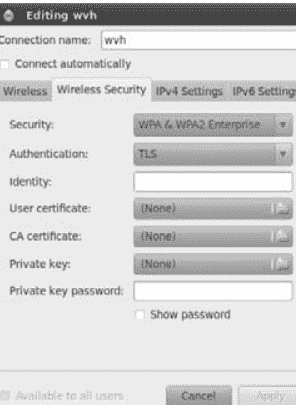 Editing wvh
Connection name: wvh
Connect automatically
Wireless Wireless Security IPv4 Settings IPv6 Settings
Security: WPA & WPA2 Enterprise
Authentication: TLS
Identity:
User certificate: (None)
CA certificate: (None)
Private key: (None)
Private key password:
Show password
Available to all users Cancel Apply